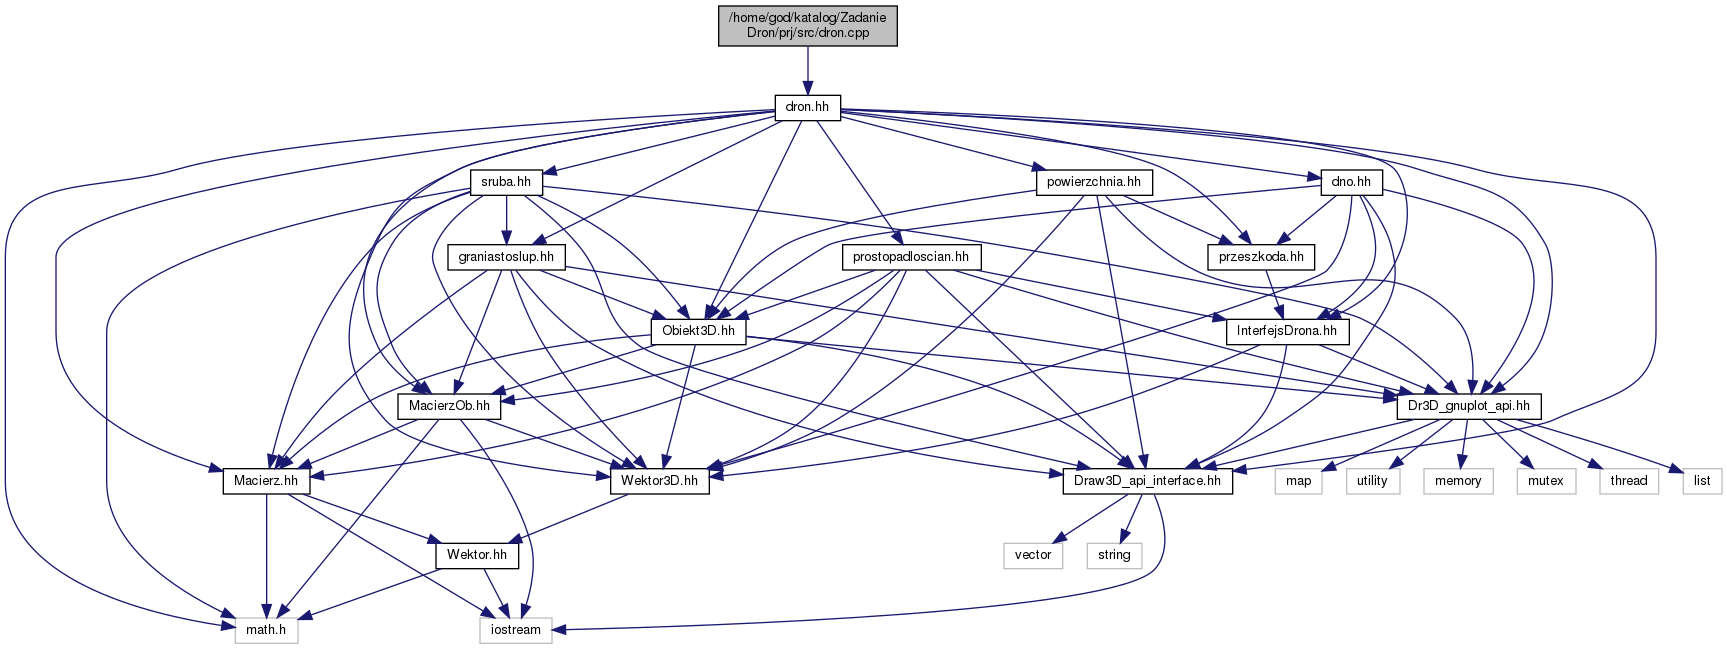 /home/god/katalog/Zadanie
Dron/prj/src/dron.cpp
dron.hh
sruba.hh
powierzchnia.hh
dno.hh
graniastoslup.hh
prostopadloscian.hh
przeszkoda.hh
Obiekt3D.hh
InterfejsDrona.hh
MacierzOb.hh
Dr3D_gnuplot_api.hh
Macierz.hh
Wektor3D.hh
Draw3D_api_interface.hh
map
utility
memory
mutex
thread
list
Wektor.hh
vector
string
math.h
iostream